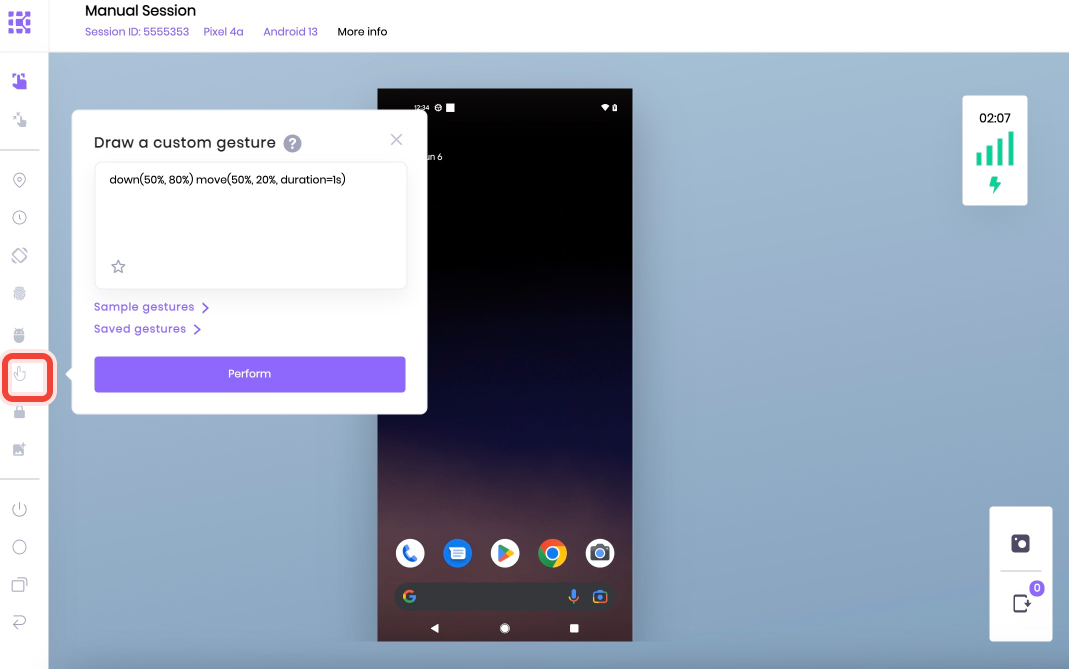 Manual Session
Session ID: 5555353 Pixel 4a Android 13 More info
12:34
un 6
02:07
Draw a custom gesture ?
down(50%, 80%) move(50%, 20%, duration=1s)
Sample gestures
Saved gestures
Perform
0